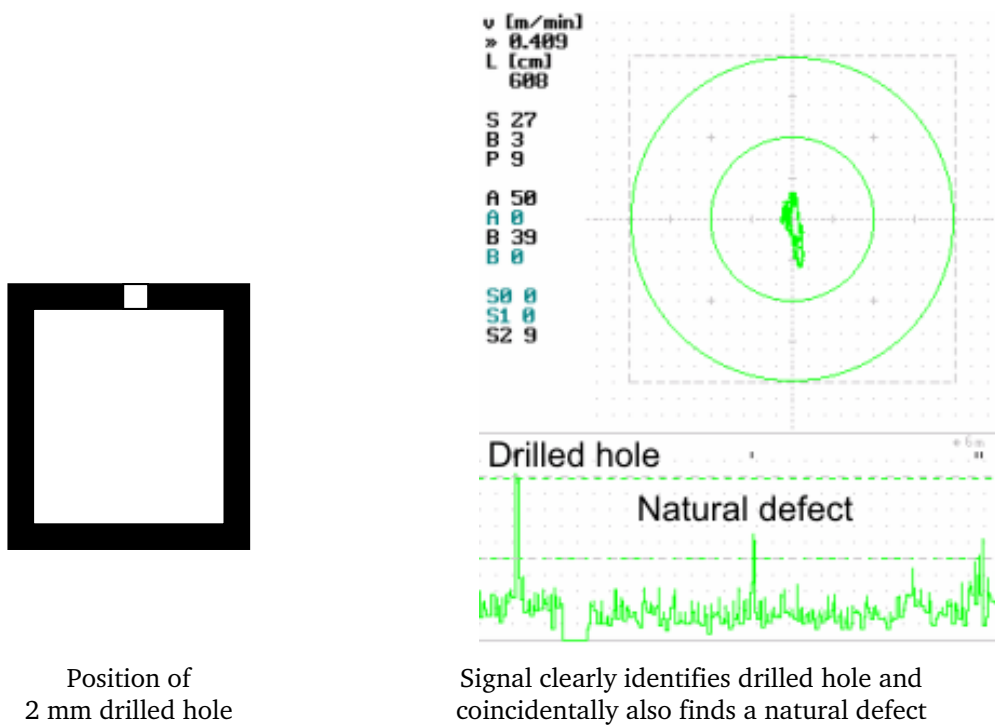 v [m/min]
» 0.409
L [cm]
608
S 27
B 3
P 9
A 50
A 0
B 39
B 0
S0 0
S1 0
S2 9
6m
Drilled hole
Natural defect
Position of
2 mm drilled hole
Signal clearly identifies drilled hole and
coincidentally also finds a natural defect